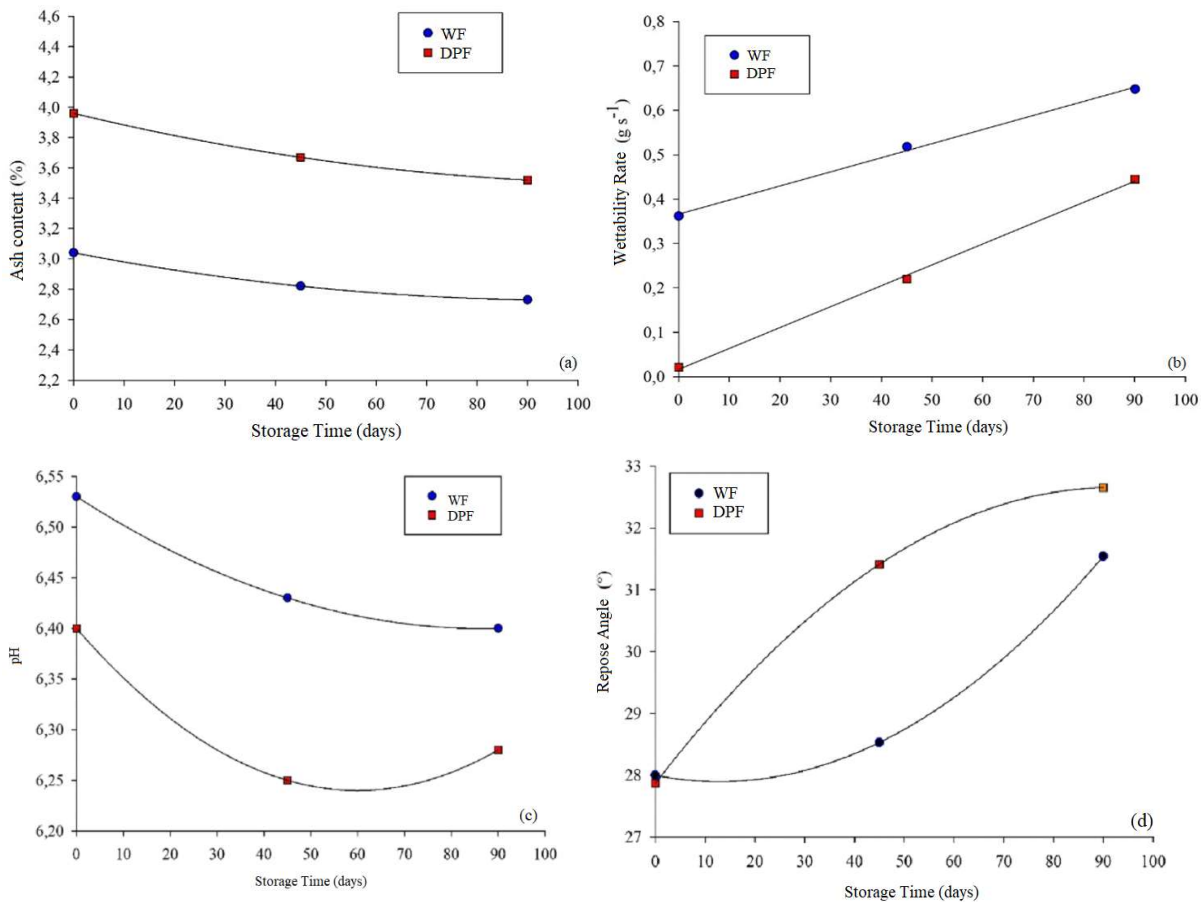 4,6
4,4
4,2
4,0
3,8
3,6
3,4
3,2
3,0
2,8
2,6
2,4
2,2
Ash content (%)
WF
DPF
(a)
0 10 20 30 40 50 60 70 80 90 100
Storage Time (days)
0,8
0,7
0,6
0,5
0,4
0,3
0,2
0,1
0,0
Wettability Rate (g s⁻¹)
WF
DPF
(b)
0 10 20 30 40 50 60 70 80 90 100
Storage Time (days)
6,55
6,50
6,45
6,40
6,35
6,30
6,25
6,20
pH
WF
DPF
(c)
0 10 20 30 40 50 60 70 80 90 100
Storage Time (days)
33
32
31
30
29
28
27
Repose Angle (°)
WF
DPF
(d)
0 10 20 30 40 50 60 70 80 90 100
Storage Time (days)